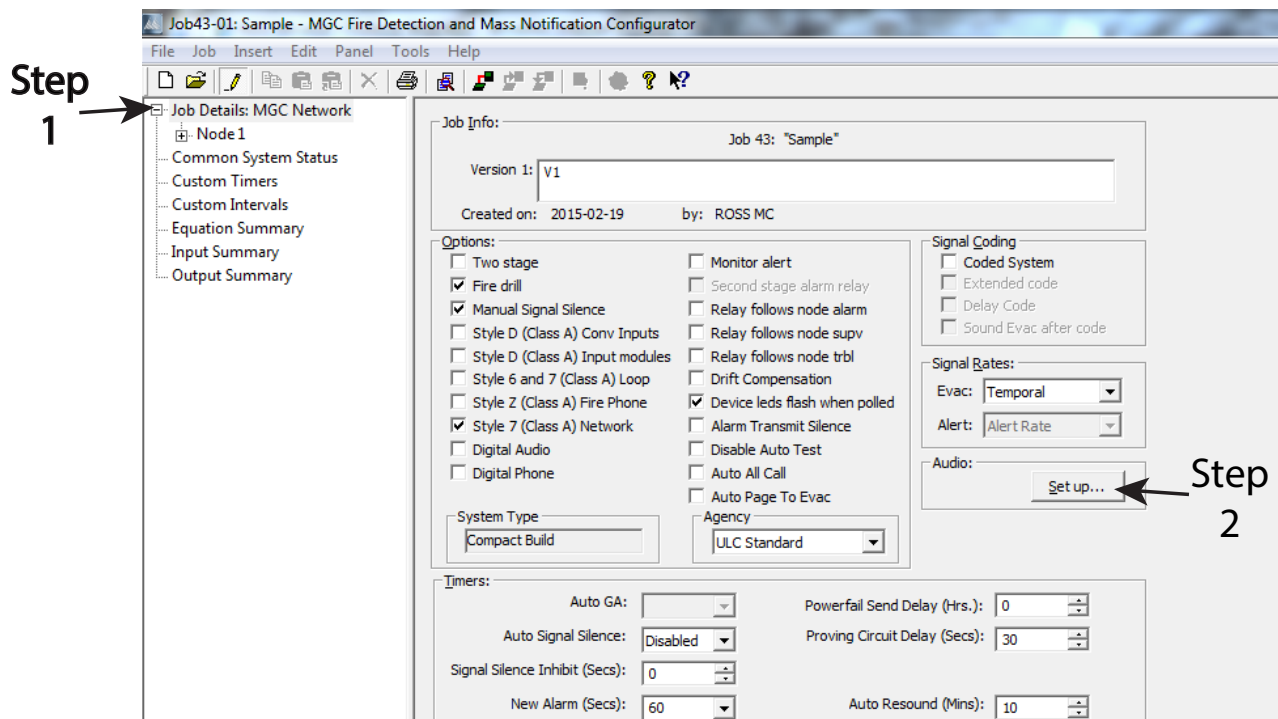 Job43-01: Sample - MGC Fire Detection and Mass Notification Configurator
File Job Insert Edit Panel Tools Help
Step
1
Job Details: MGC Network
Node 1
Common System Status
Custom Timers
Custom Intervals
Equation Summary
Input Summary
Output Summary
Job Info:
Job 43: "Sample"
Version 1: V1
Created on: 2015-02-19 by: ROSS MC
Options:
Two stage
Fire drill
Manual Signal Silence
Style D (Class A) Conv Inputs
Style D (Class A) Input modules
Style 6 and 7 (Class A) Loop
Style Z (Class A) Fire Phone
Style 7 (Class A) Network
Digital Audio
Digital Phone
Monitor alert
Second stage alarm relay
Relay follows node alarm
Relay follows node supv
Relay follows node trbl
Drift Compensation
Device leds flash when polled
Alarm Transmit Silence
Disable Auto Test
Auto All Call
Auto Page To Evac
System Type
Compact Build
Agency
ULC Standard
Signal Coding
Coded System
Extended code
Delay Code
Sound Evac after code
Signal Rates:
Evac: Temporal
Alert: Alert Rate
Audio:
Set up...
Step
2
Timers:
Auto GA:
Auto Signal Silence: Disabled
Signal Silence Inhibit (Secs): 0
New Alarm (Secs): 60
Powerfail Send Delay (Hrs.): 0
Proving Circuit Delay (Secs): 30
Auto Resound (Mins): 10